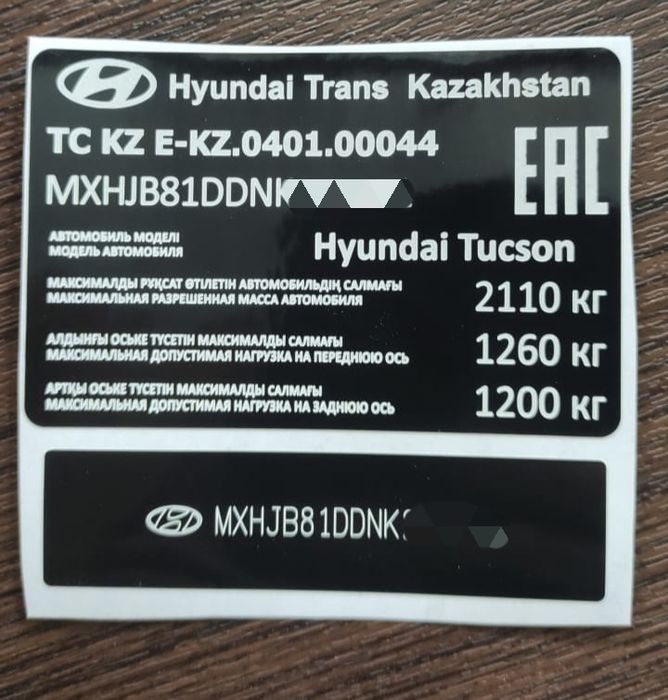 Hyundai Trans Kazakhstan
TC KZ E-KZ.0401.00044
EAC
MXHJB81DDNK
АВТОМОБИЛЬ МОДЕЛІ
МОДЕЛЬ АВТОМОБИЛЯ
Hyundai Tucson
МАКСИМАЛДЫ РҰҚСАТ ӨТІЛЕТІН АВТОМОБИЛЬДІҢ САЛМАҒЫ
МАКСИМАЛЬНАЯ РАЗРЕШЕННАЯ МАССА АВТОМОБИЛЯ
2110 кг
АЛДЫНҒЫ ОСЬКЕ ТҮСЕТІН МАКСИМАЛДЫ САЛМАҒЫ
МАКСИМАЛЬНАЯ ДОПУСТИМАЯ НАГРУЗКА НА ПЕРЕДНЮЮ ОСЬ
1260 кг
АРТҚЫ ОСЬКЕ ТҮСЕТІН МАКСИМАЛДЫ САЛМАҒЫ
МАКСИМАЛЬНАЯ ДОПУСТИМАЯ НАГРУЗКА НА ЗАДНЮЮ ОСЬ
1200 кг
MXHJB81DDNK